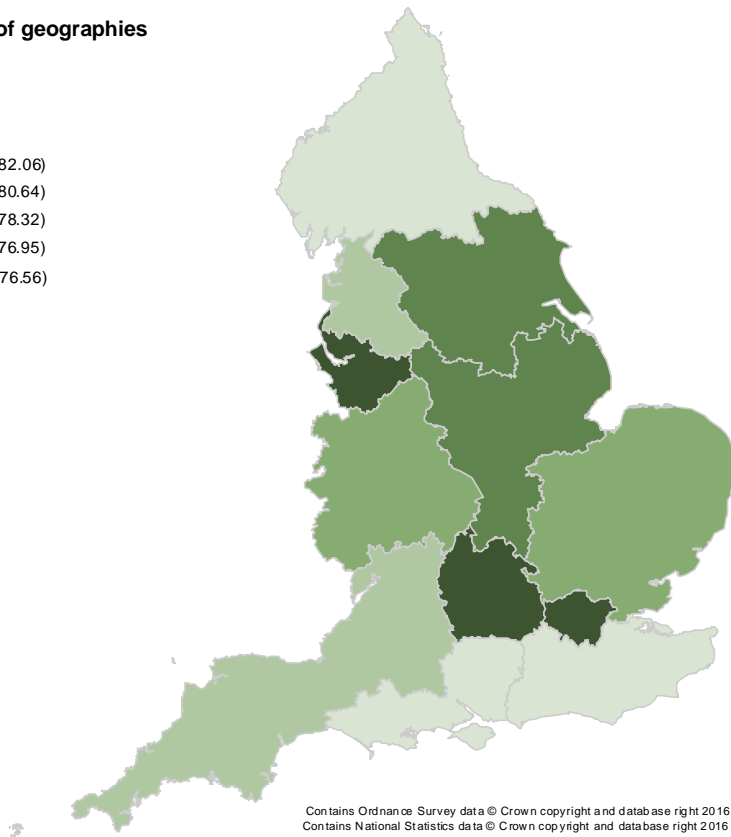 of geographies
82.06)
80.64)
78.32)
76.95)
76.56)
Contains Ordnance Survey data © Crown copyright and database right 2016
Contains National Statistics data © Crown copyright and database right 2016